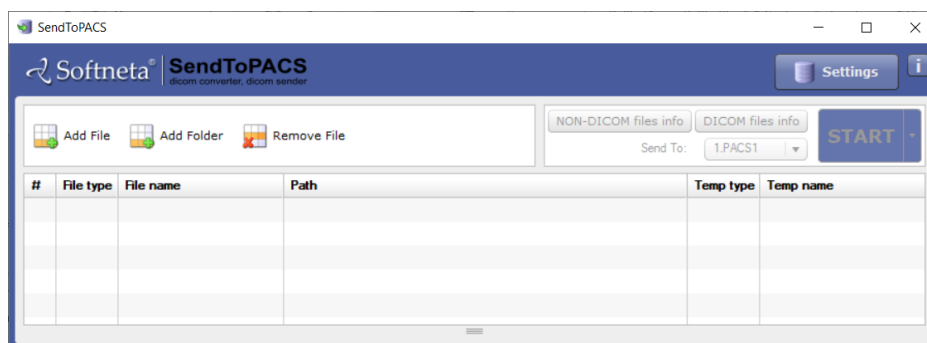 SendToPACS
Softneta® SendToPACS
dicom converter, dicom sender
Settings
i
Add File
Add Folder
Remove File
NON-DICOM files info
DICOM files info
Send To:
1.PACS1
START
# File type File name Path Temp type Temp name